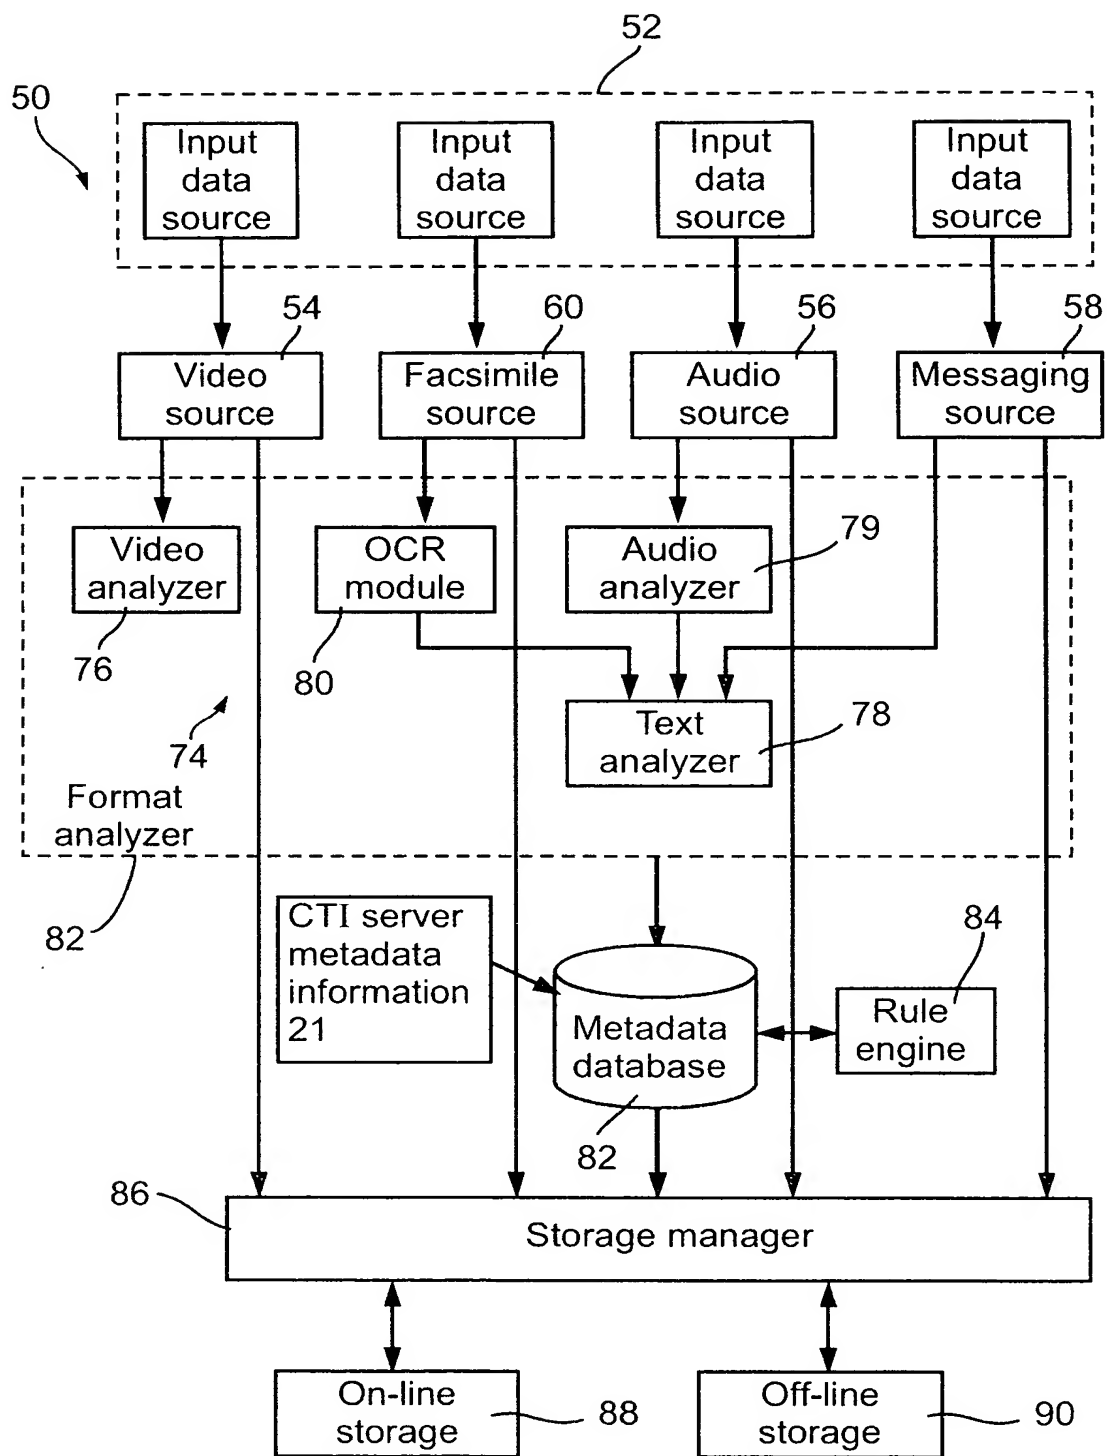 52
50
Input
data
source
Input
data
source
Input
data
source
Input
data
source
54
60
56
58
Video
source
Facsimile
source
Audio
source
Messaging
source
Video
analyzer
OCR
module
Audio
analyzer
79
76
80
74
Text
analyzer
78
Format
analyzer
82
CTI server
metadata
information
21
Metadata
database
82
84
Rule
engine
86
Storage manager
On-line
storage
88
Off-line
storage
90